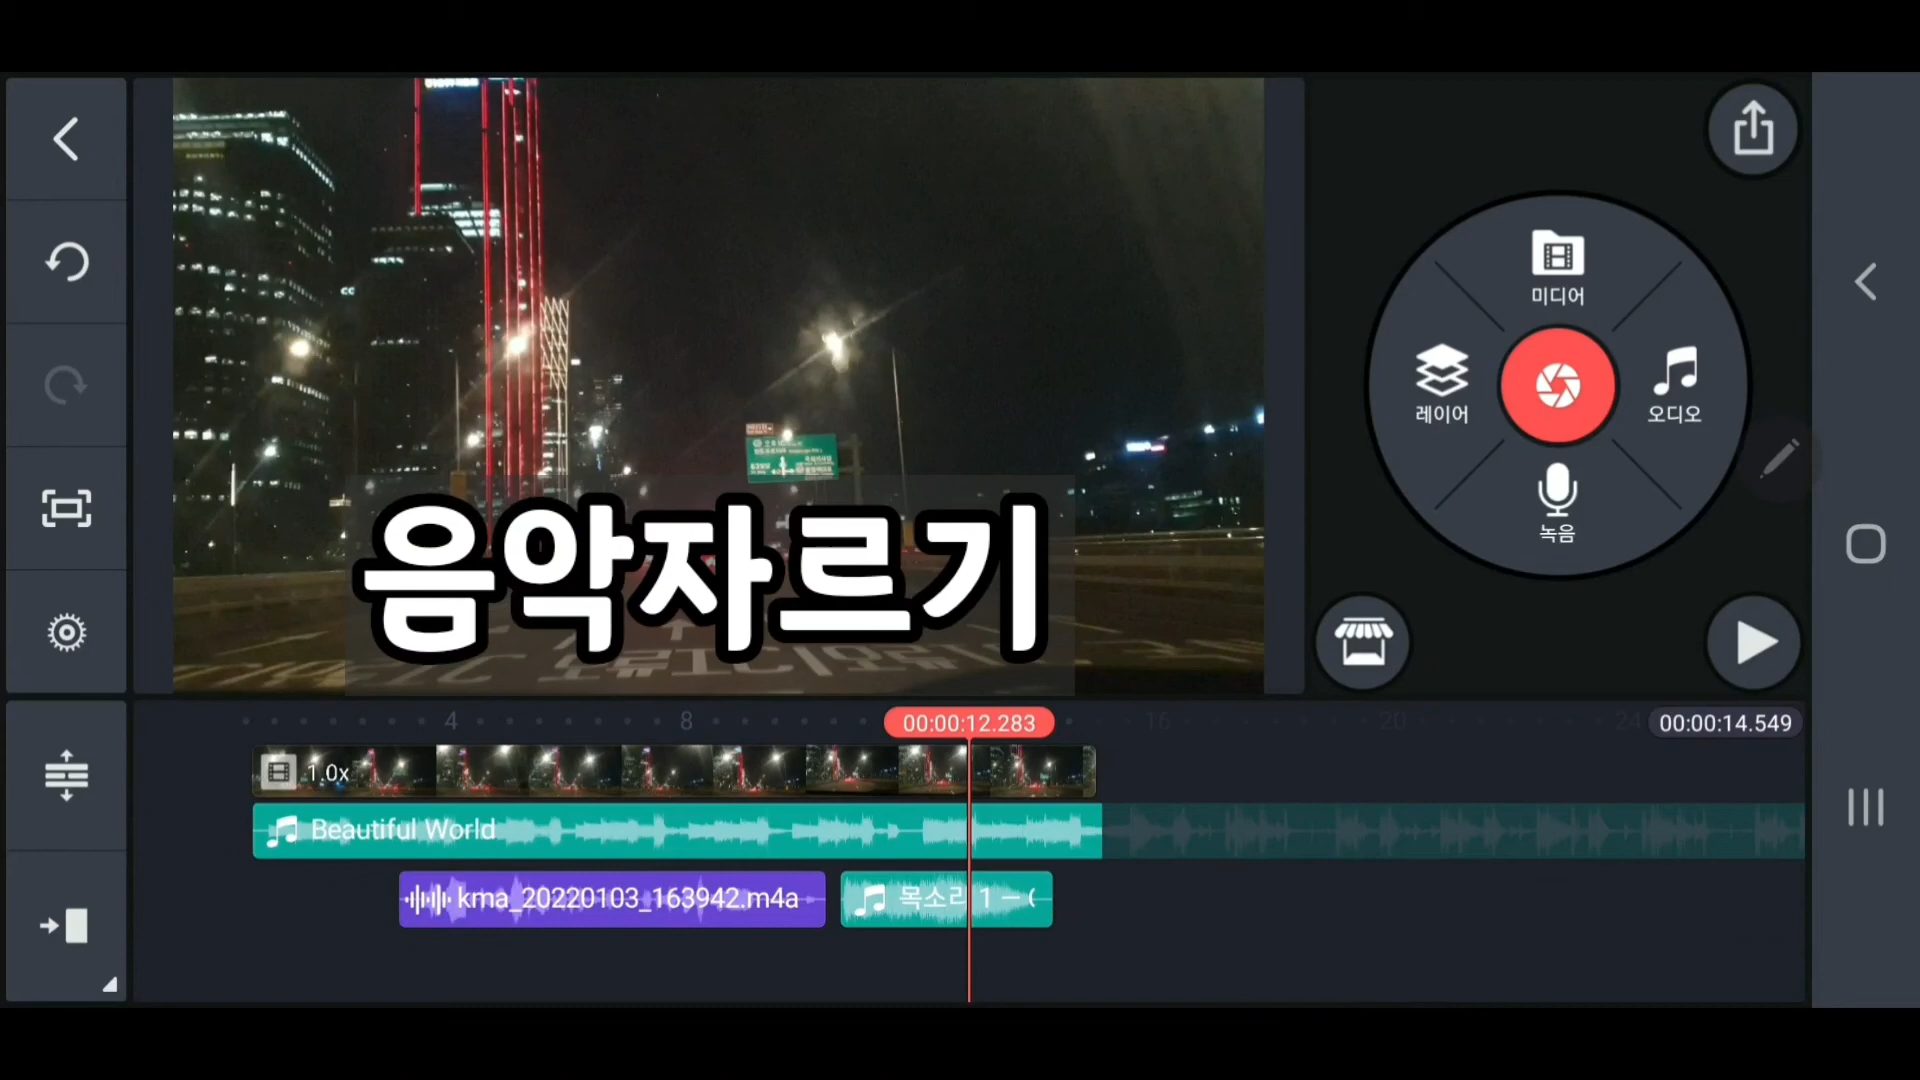 미디어
레이어
오디오
녹음
음악자르기
4
8
00:00:12.283
16
20
24
00:00:14.549
1.0x
Beautiful World
kma_20220103_163942.m4a
목소리 1 – (